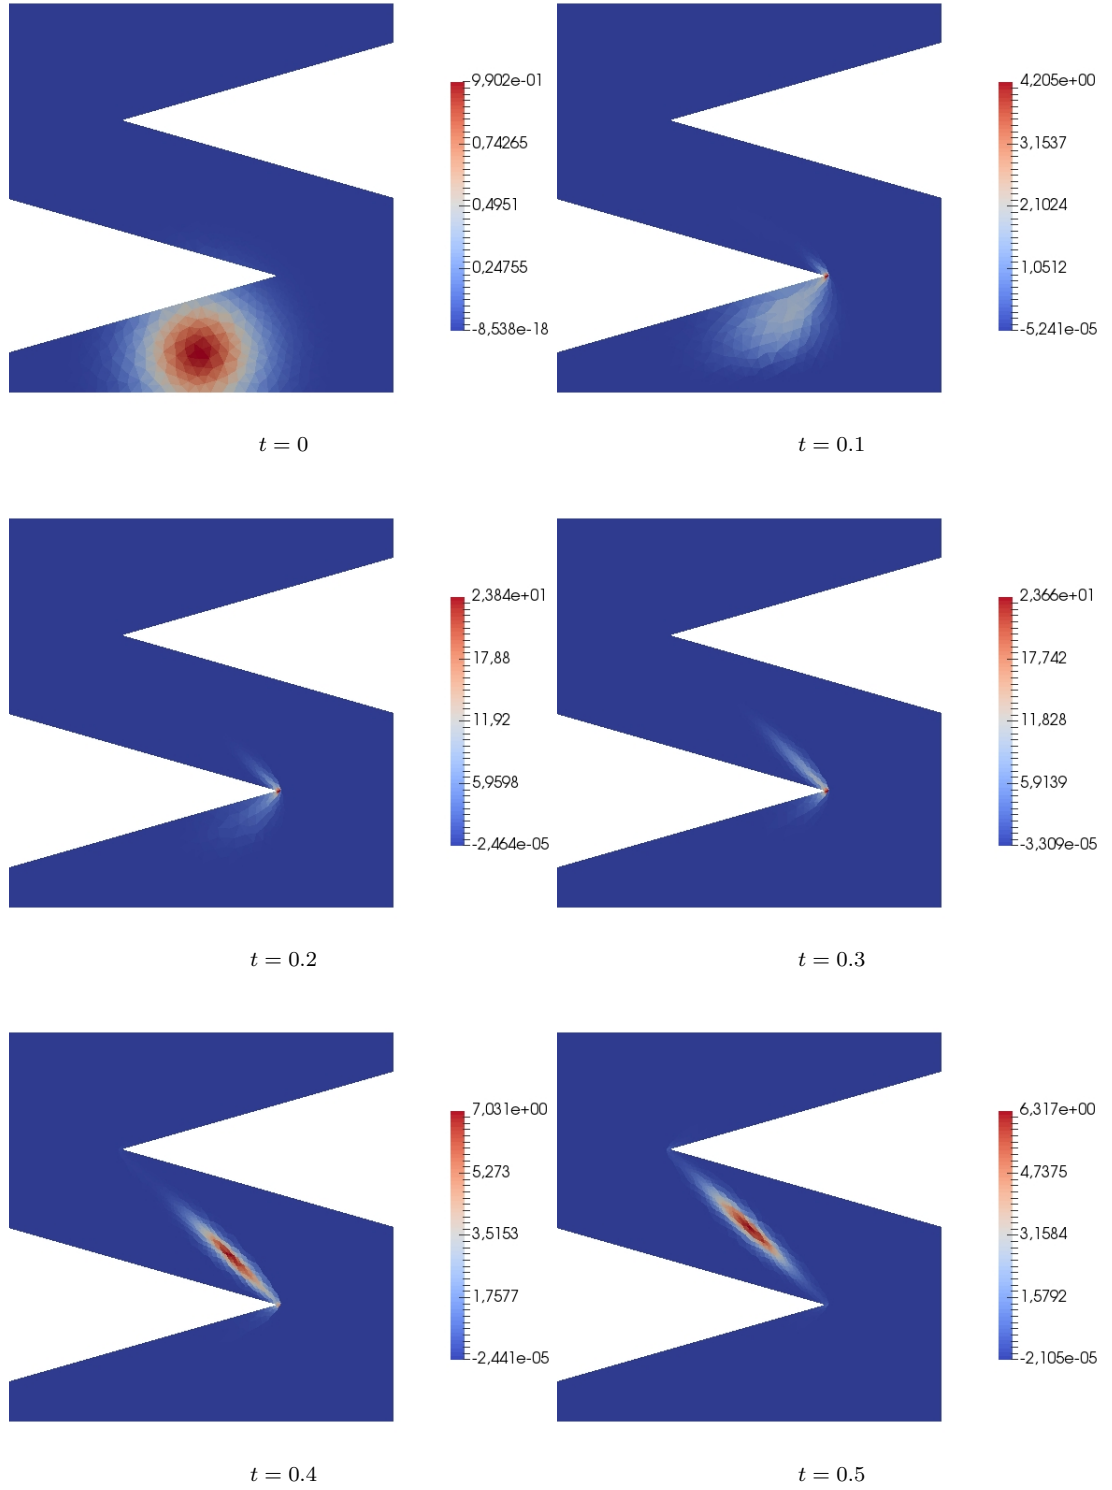 9,902e-01
0,74265
0,4951
0,24755
-8,538e-18
t = 0
4,205e+00
3,1537
2,1024
1,0512
-5,241e-05
t = 0.1
2,384e+01
17,88
11,92
5,9598
-2,464e-05
t = 0.2
2,366e+01
17,742
11,828
5,9139
-3,309e-05
t = 0.3
7,031e+00
5,273
3,5153
1,7577
-2,441e-05
t = 0.4
6,317e+00
4,7375
3,1584
1,5792
-2,105e-05
t = 0.5